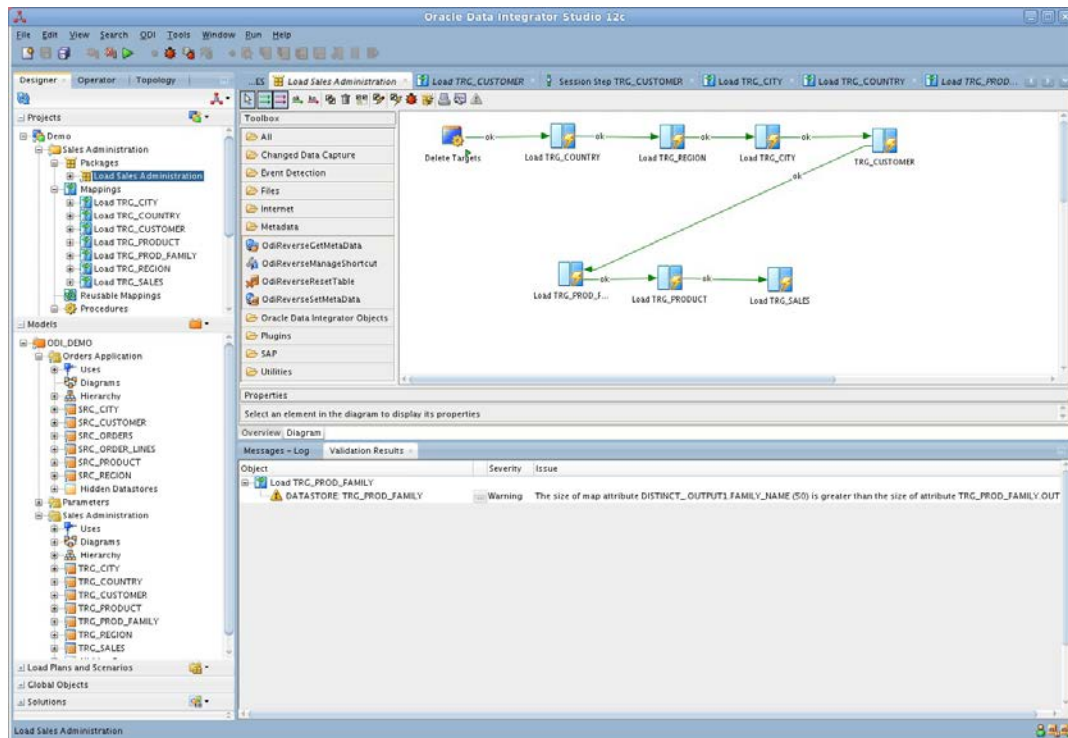 Oracle Data Integrator Studio 12c
File Edit View Search ODI Tools Window Run Help
Designer Operator Topology
Projects
Demo
Sales Administration
Packages
Load Sales Administration
Mappings
Load TRG_CITY
Load TRG_COUNTRY
Load TRG_CUSTOMER
Load TRG_PRODUCT
Load TRG_PROD_FAMILY
Load TRG_REGION
Load TRG_SALES
Reusable Mappings
Procedures
Models
ODI_DEMO
Orders Application
Uses
Diagrams
Hierarchy
SRC_CITY
SRC_CUSTOMER
SRC_ORDERS
SRC_ORDER_LINES
SRC_PRODUCT
SRC_REGION
Hidden Datastores
Parameters
Sales Administration
Uses
Diagrams
Hierarchy
TRG_CITY
TRG_COUNTRY
TRG_CUSTOMER
TRG_PRODUCT
TRG_PROD_FAMILY
TRG_REGION
TRG_SALES
Load Plans and Scenarios
Global Objects
Solutions
...ES Load Sales Administration Load TRG_CUSTOMER Session Step TRG_CUSTOMER Load TRG_CITY Load TRG_COUNTRY Load TRG_PROD...
Toolbox
All
Changed Data Capture
Event Detection
Files
Internet
Metadata
OdiReverseGetMetaData
OdiReverseManageShortcut
OdiReverseResetTable
OdiReverseSetMetaData
Oracle Data Integrator Objects
Plugins
SAP
Utilities
ok ok ok ok
Delete Targets Load TRG_COUNTRY Load TRG_REGION Load TRG_CITY TRG_CUSTOMER
ok
ok ok
Load TRG_PROD_F... Load TRG_PRODUCT Load TRG_SALES
Properties
Select an element in the diagram to display its properties
Overview Diagram
Messages - Log Validation Results
Object Severity Issue
Load TRG_PROD_FAMILY
DATASTORE: TRG_PROD_FAMILY Warning The size of map attribute DISTINCT_.OUTPUT1.FAMILY_NAME (50) is greater than the size of attribute TRG_PROD_FAMILY.OUT
Load Sales Administration